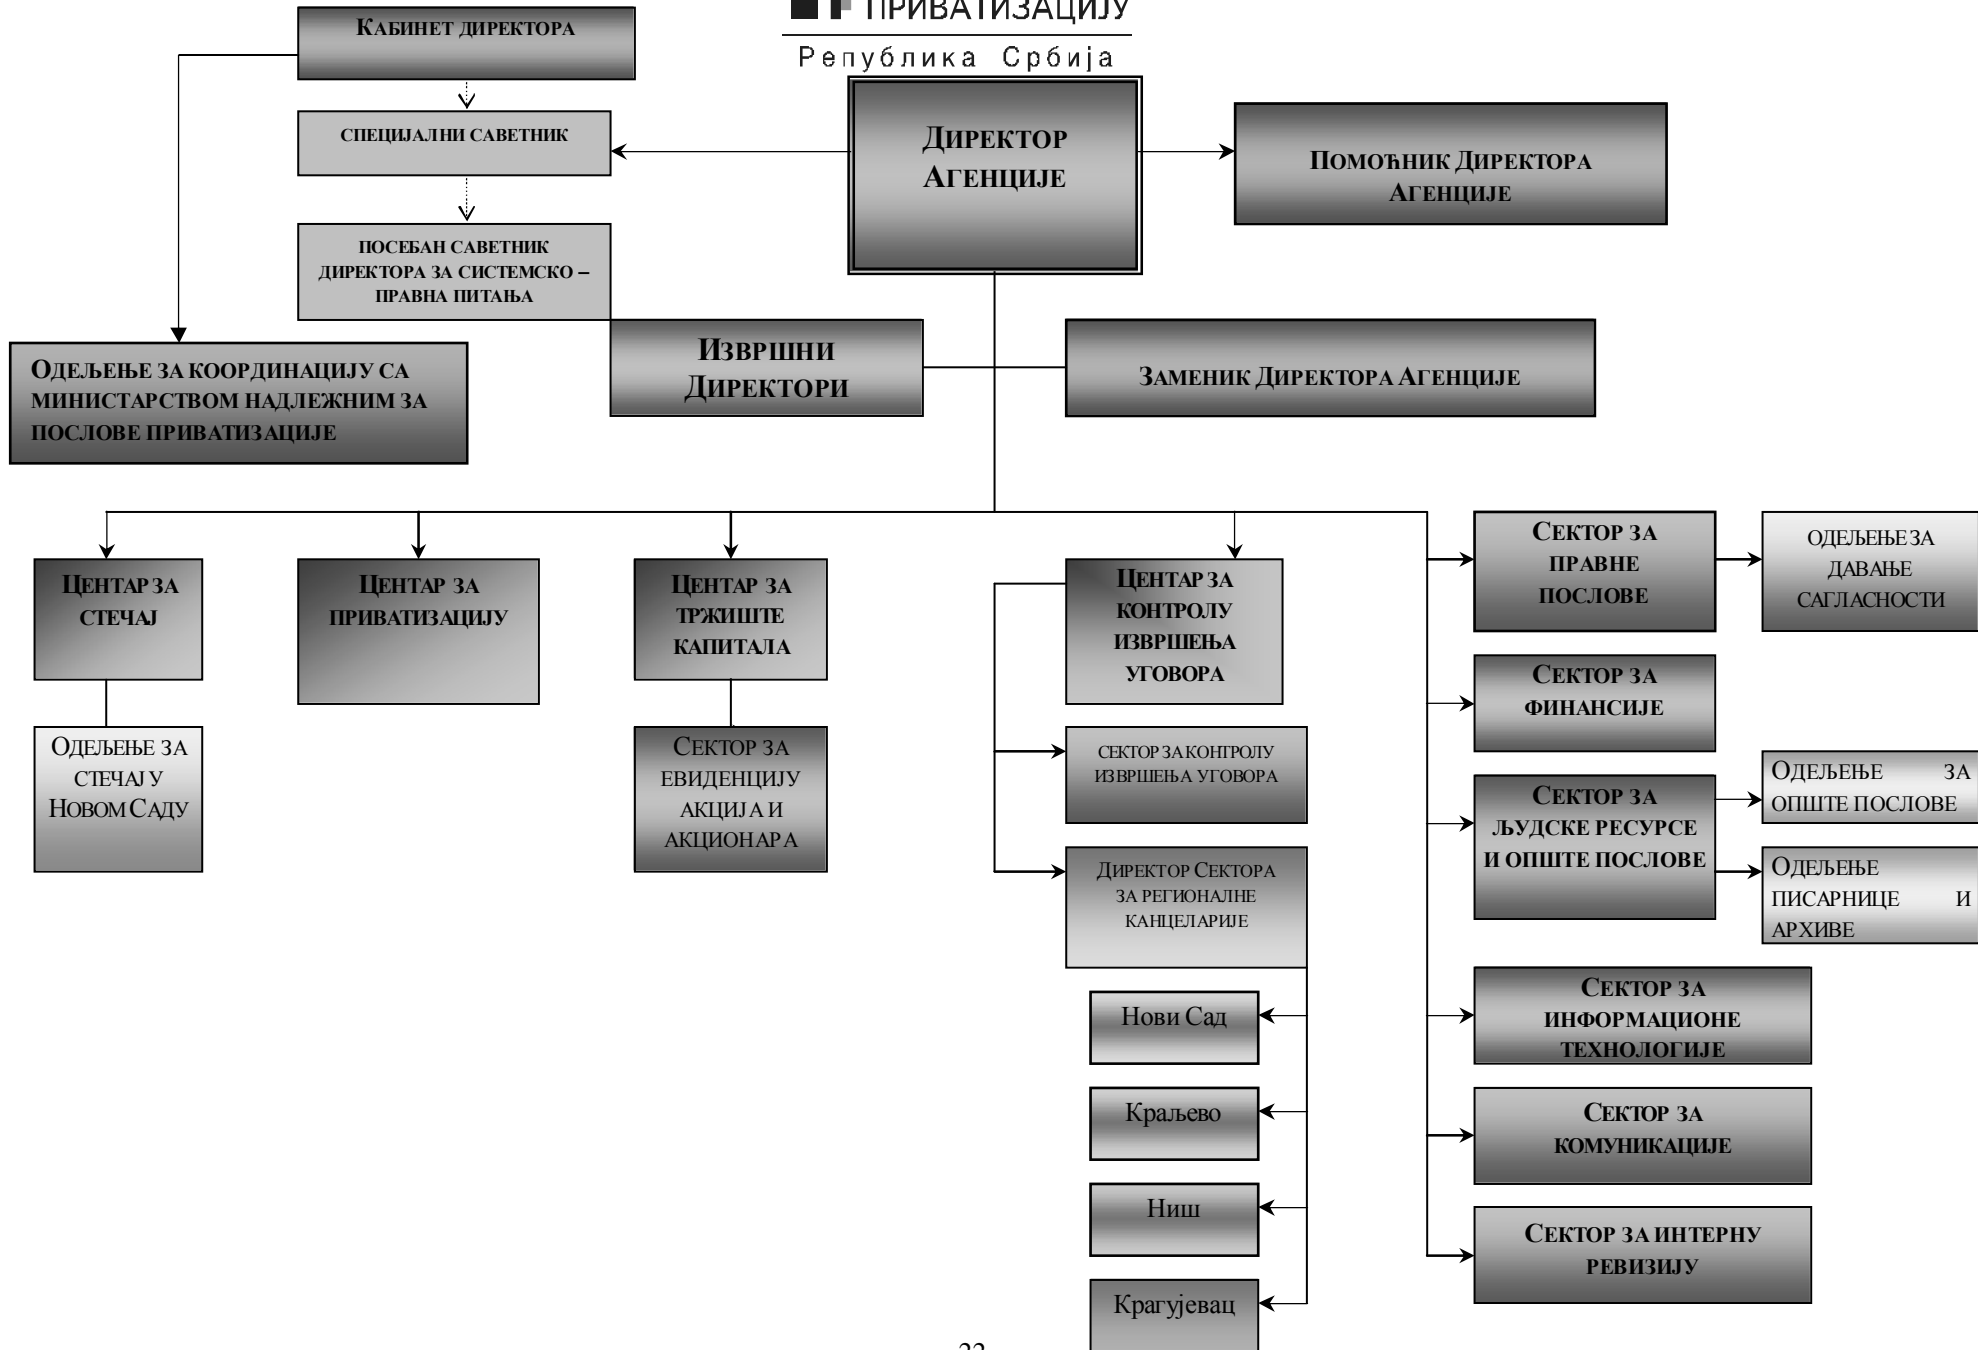 ПРИВАТИЗАЦИЈУ
Република Србија
КАБИНЕТ ДИРЕКТОРА
СПЕЦИЈАЛНИ САВЕТНИК
ДИРЕКТОР
АГЕНЦИЈЕ
ПОМОЋНИК ДИРЕКТОРА
АГЕНЦИЈЕ
ПОСЕБАН САВЕТНИК
ДИРЕКТОРА ЗА СИСТЕМСКО –
ПРАВНА ПИТАЊА
ОДЕЉЕЊЕ ЗА КООРДИНАЦИЈУ СА
МИНИСТАРСТВОМ НАДЛЕЖНИМ ЗА
ПОСЛОВЕ ПРИВАТИЗАЦИЈЕ
ИЗВРШНИ
ДИРЕКТОРИ
ЗАМЕНИК ДИРЕКТОРА АГЕНЦИЈЕ
ЦЕНТАР ЗА
СТЕЧАЈ
ОДЕЉЕЊЕ ЗА
СТЕЧАЈ У
НОВОМ САДУ
ЦЕНТАР ЗА
ПРИВАТИЗАЦИЈУ
ЦЕНТАР ЗА
ТРЖИШТЕ
КАПИТАЛА
СЕКТОР ЗА
ЕВИДЕНЦИЈУ
АКЦИЈА И
АКЦИОНАРА
ЦЕНТАР ЗА
КОНТРОЛУ
ИЗВРШЕЊА
УГОВОРА
СЕКТОР ЗА КОНТРОЛУ
ИЗВРШЕЊА УГОВОРА
ДИРЕКТОР СЕКТОРА
ЗА РЕГИОНАЛНЕ
КАНЦЕЛАРИЈЕ
Нови Сад
Краљево
Ниш
Крагујевац
СЕКТОР ЗА
ПРАВНЕ
ПОСЛОВЕ
ОДЕЉЕЊЕ ЗА
ДАВАЊЕ
САГЛАСНОСТИ
СЕКТОР ЗА
ФИНАНСИЈЕ
СЕКТОР ЗА
ЉУДСКЕ РЕСУРСЕ
И ОПШТЕ ПОСЛОВЕ
ОДЕЉЕЊЕ ЗА
ОПШТЕ ПОСЛОВЕ
ОДЕЉЕЊЕ
ПИСАРНИЦЕ И
АРХИВЕ
СЕКТОР ЗА
ИНФОРМАЦИОНЕ
ТЕХНОЛОГИЈЕ
СЕКТОР ЗА
КОМУНИКАЦИЈЕ
СЕКТОР ЗА ИНТЕРНУ
РЕВИЗИЈУ